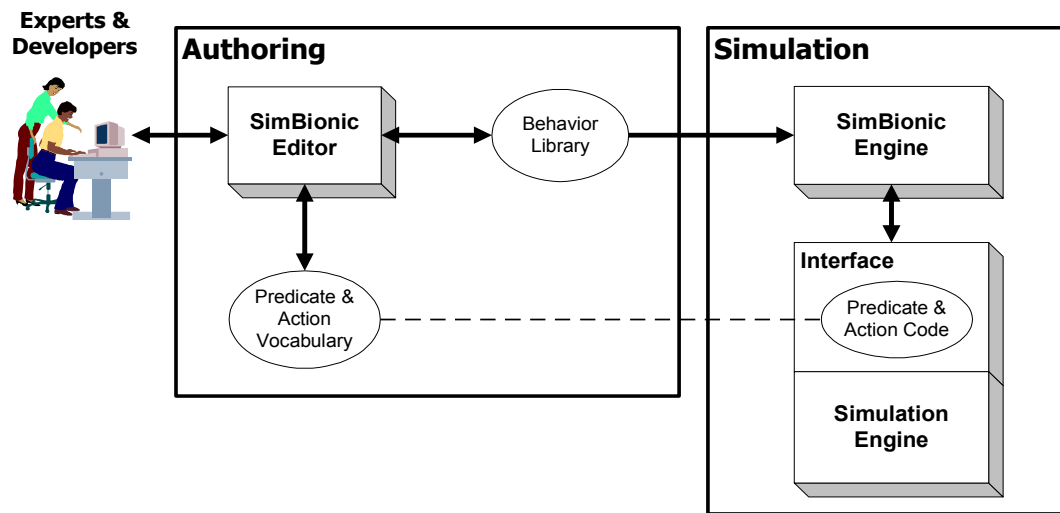 Experts &
Developers
Authoring
SimBionic
Editor
Behavior
Library
Predicate &
Action
Vocabulary
Simulation
SimBionic
Engine
Interface
Predicate &
Action Code
Simulation
Engine